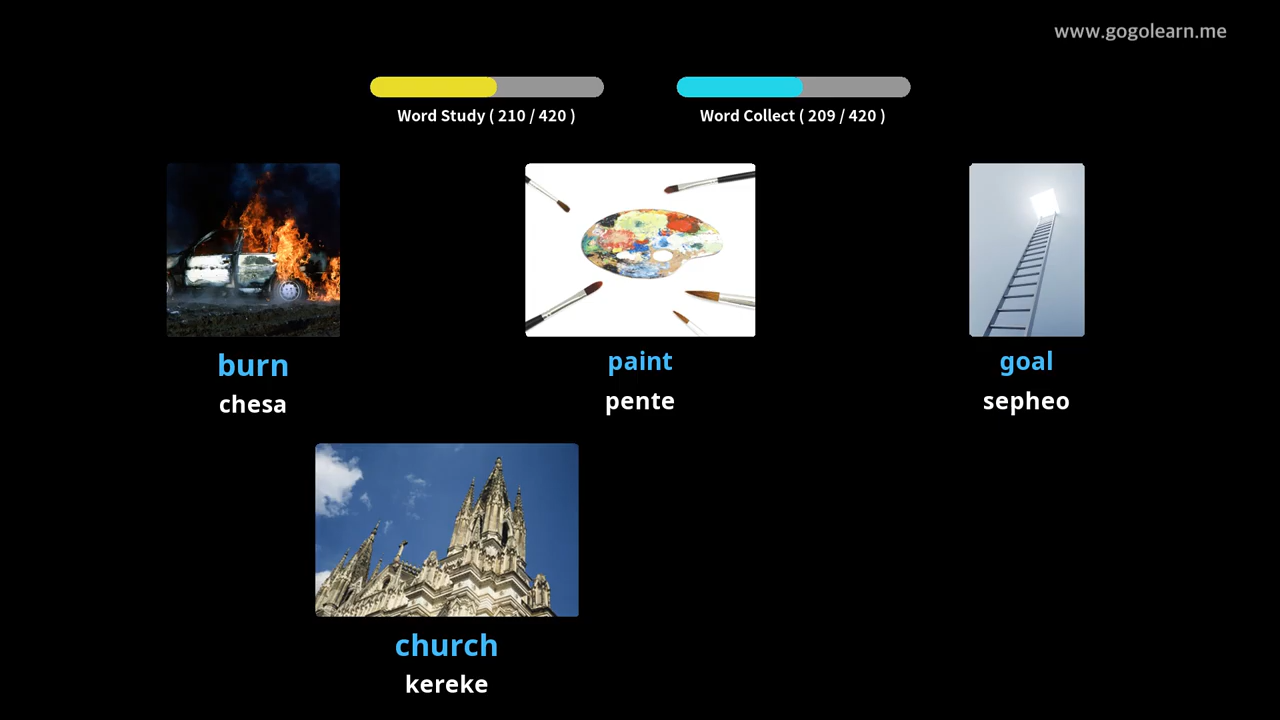 www.gogolearn.me
Word Study ( 210 / 420 )
Word Collect ( 209 / 420 )
burn
chesa
paint
pente
goal
sepheo
church
kereke